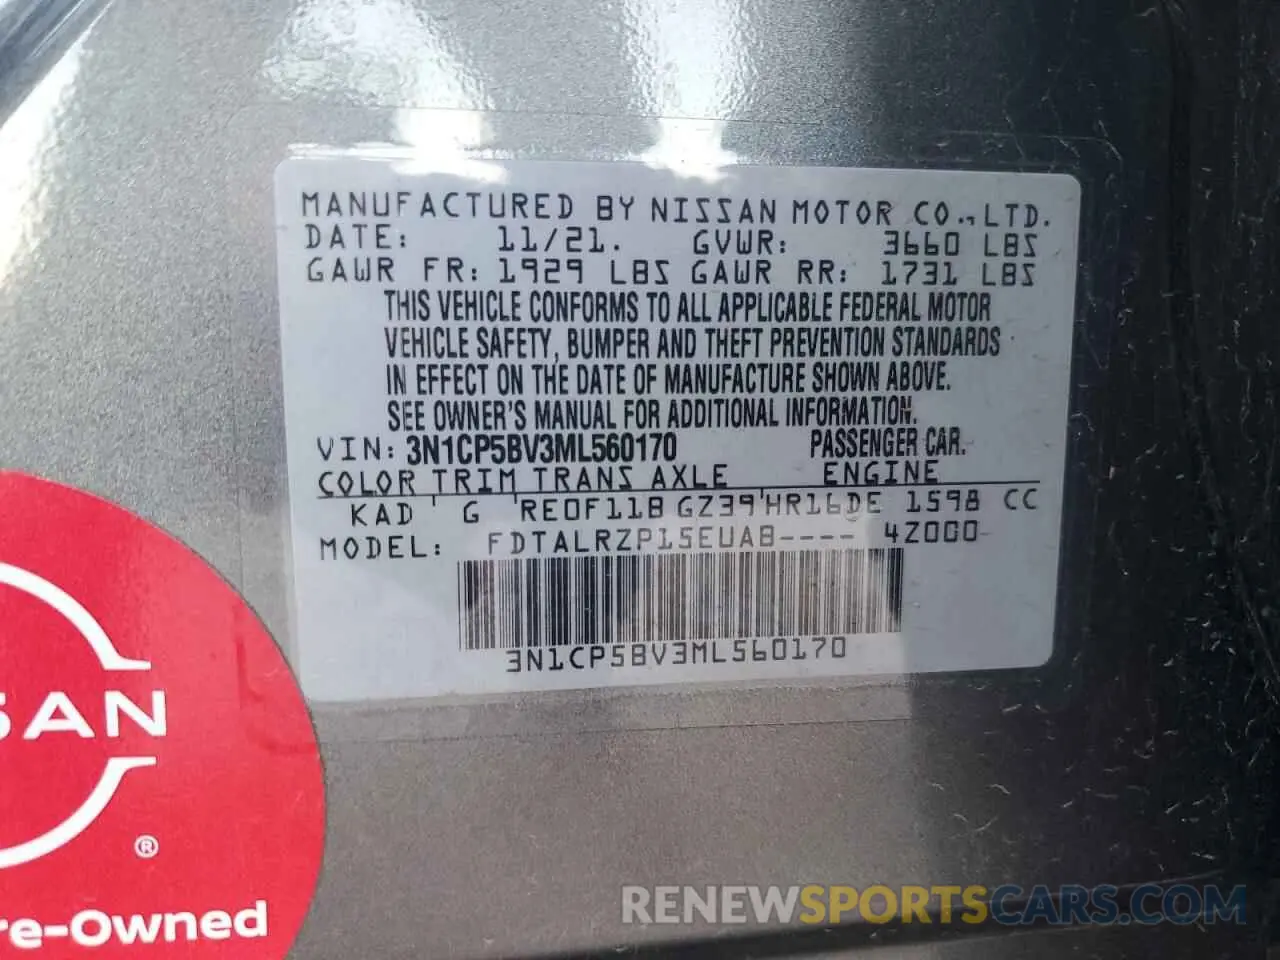 MANUFACTURED BY NISSAN MOTOR CO., LTD.
DATE: 11/21. GVWR: 3660 LBS
GAWR FR: 1929 LBS GAWR RR: 1731 LBS
THIS VEHICLE CONFORMS TO ALL APPLICABLE FEDERAL MOTOR
VEHICLE SAFETY, BUMPER AND THEFT PREVENTION STANDARDS
IN EFFECT ON THE DATE OF MANUFACTURE SHOWN ABOVE.
SEE OWNER'S MANUAL FOR ADDITIONAL INFORMATION.
VIN: 3N1CP5BV3ML560170 PASSENGER CAR.
COLOR TRIM TRANS AXLE ENGINE
KAD G RE0F11B GZ39 HR16DE 1598 CC
MODEL: FDTALRZP15EUAB---- 4Z000-
3N1CP5BV3ML560170
SAN
®
re-Owned
RENEWSPORTSCARS.COM